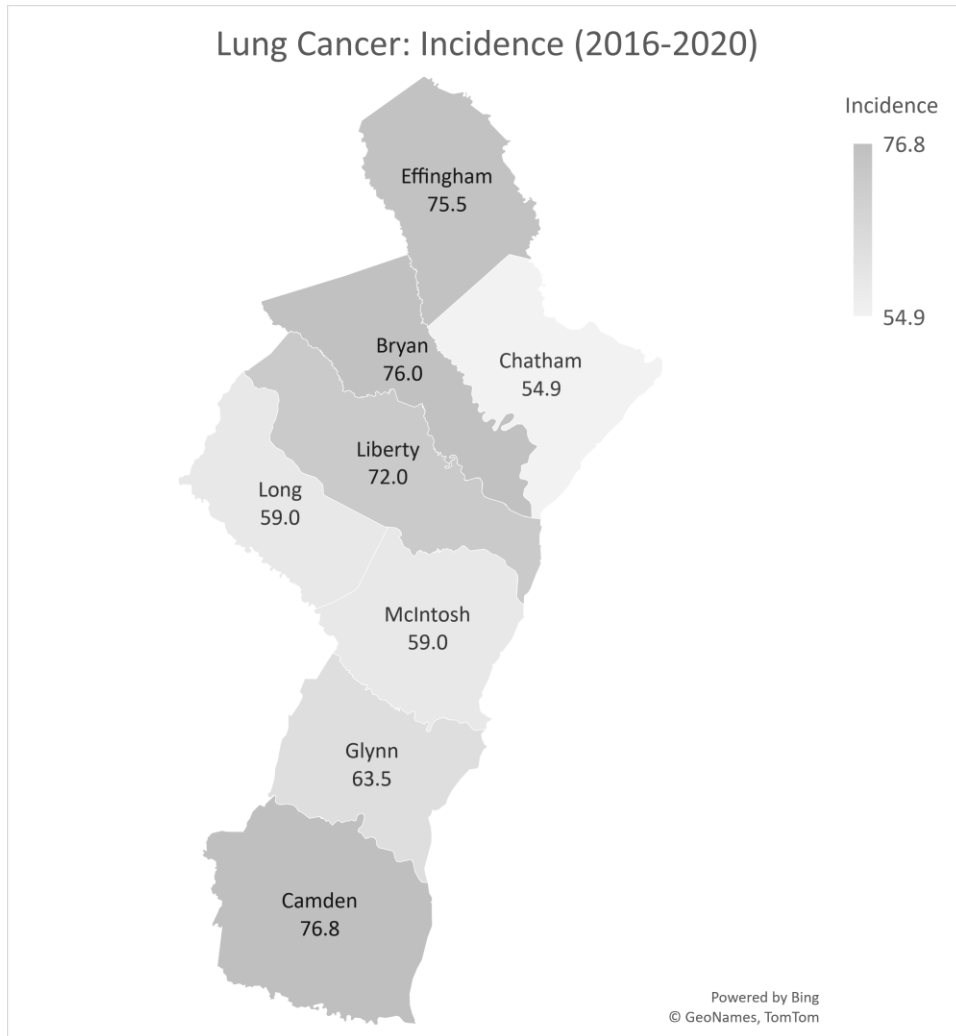 Lung Cancer: Incidence (2016-2020)
Incidence
76.8
54.9
Effingham
75.5
Bryan
76.0
Chatham
54.9
Liberty
72.0
Long
59.0
McIntosh
59.0
Glynn
63.5
Camden
76.8
Powered by Bing
© GeoNames, TomTom